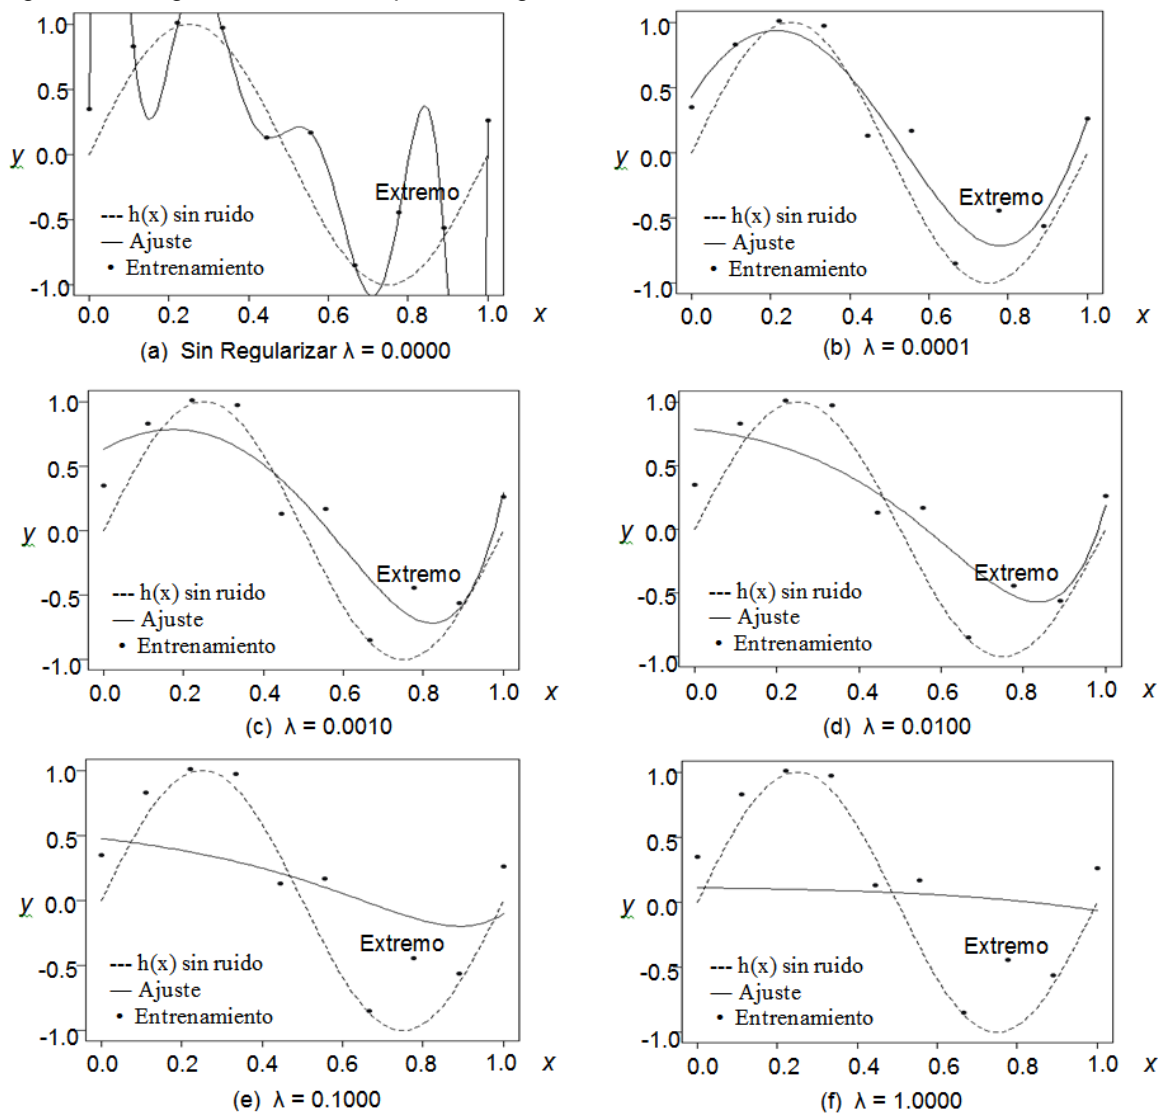 1.0
0.5
y 0.0
-0.5
-1.0
Extremo
--- h(x) sin ruido
— Ajuste
• Entrenamiento
0.0 0.2 0.4 0.6 0.8 1.0 x
(a) Sin Regularizar λ = 0.0000
1.0
0.5
y 0.0
-0.5
-1.0
Extremo
--- h(x) sin ruido
— Ajuste
• Entrenamiento
0.0 0.2 0.4 0.6 0.8 1.0 x
(b) λ = 0.0001
1.0
0.5
y 0.0
-0.5
-1.0
Extremo
--- h(x) sin ruido
— Ajuste
• Entrenamiento
0.0 0.2 0.4 0.6 0.8 1.0 x
(c) λ = 0.0010
1.0
0.5
y 0.0
-0.5
-1.0
Extremo
--- h(x) sin ruido
— Ajuste
• Entrenamiento
0.0 0.2 0.4 0.6 0.8 1.0 x
(d) λ = 0.0100
1.0
0.5
y 0.0
-0.5
-1.0
Extremo
--- h(x) sin ruido
— Ajuste
• Entrenamiento
0.0 0.2 0.4 0.6 0.8 1.0 x
(e) λ = 0.1000
1.0
0.5
y 0.0
-0.5
-1.0
Extremo
--- h(x) sin ruido
— Ajuste
• Entrenamiento
0.0 0.2 0.4 0.6 0.8 1.0 x
(f) λ = 1.0000